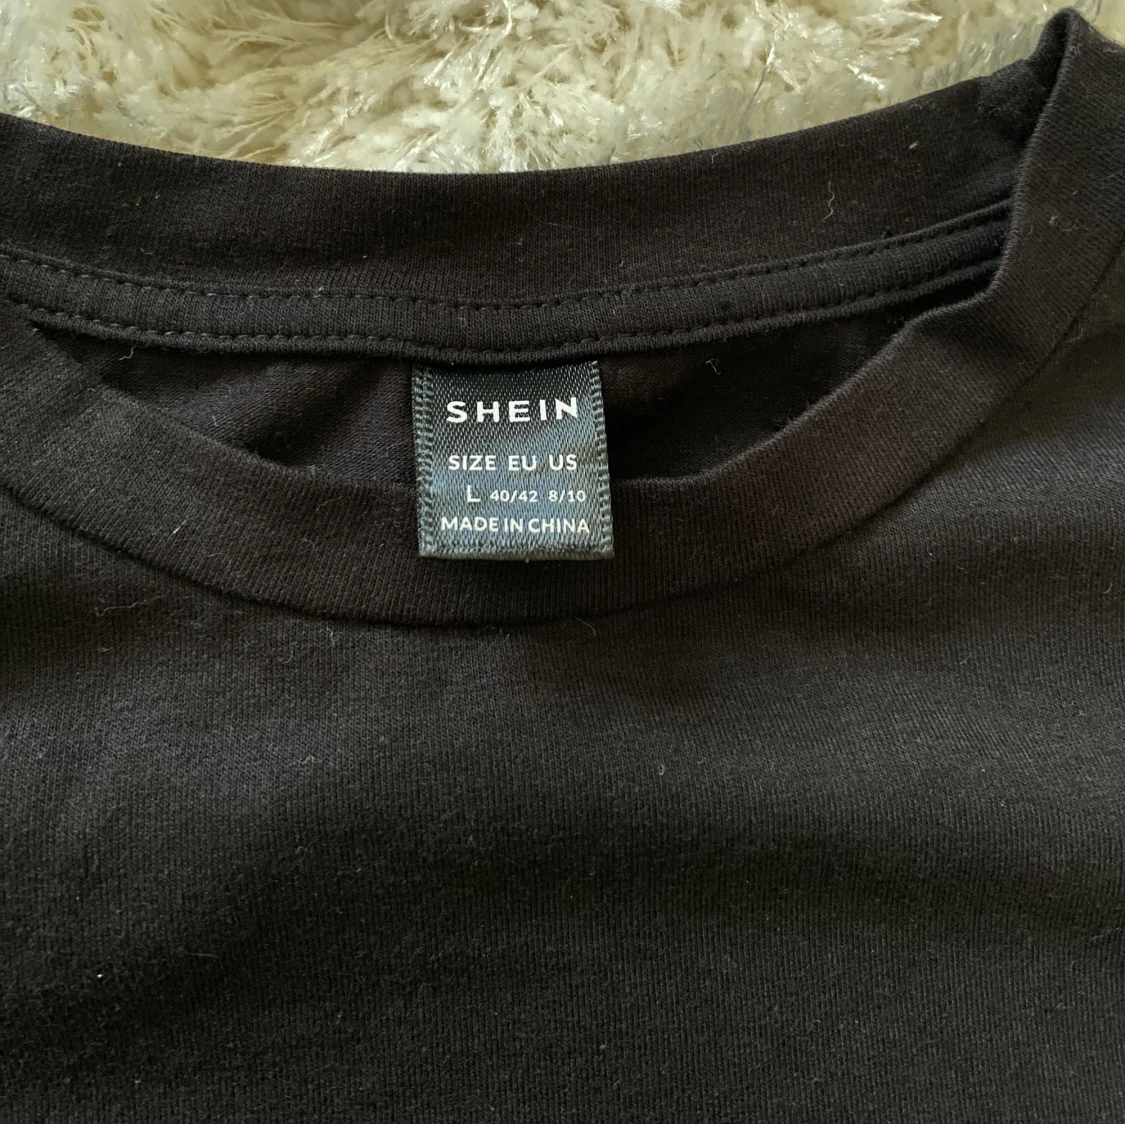 SHEIN
SIZE EU US
L 40/42 8/10
MADE IN CHINA